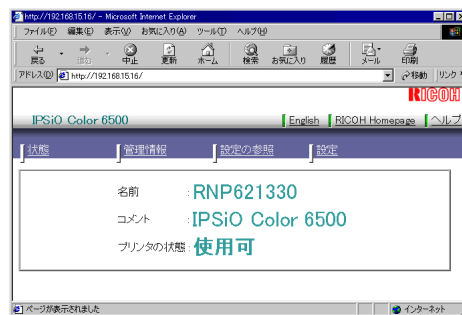 http://192.168.15.16/ - Microsoft Internet Explorer
ファイル(F) 編集(E) 表示(V) お気に入り(A) ツール(T) ヘルプ(H)
戻る 進む 中止 更新 ホーム 検索 お気に入り 履歴 メール 印刷
アドレス(D) http://192.168.15.16/ 移動 リンク
RICOH
IPSiO Color 6500 English RICOH Homepage ヘルプ
状態 管理情報 設定の参照 設定
名前 : RNP621330
コメント : IPSiO Color 6500
プリンタの状態 : 使用可
ページが表示されました インターネット